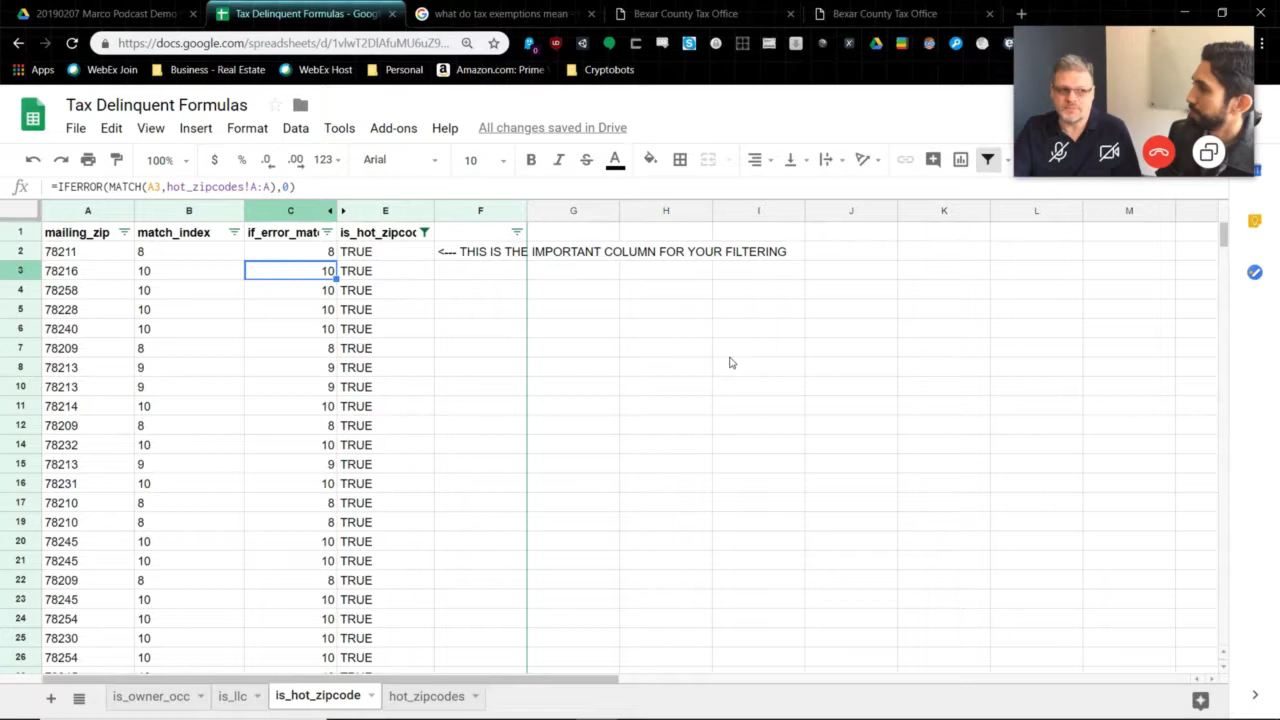 20190207 Marco Podcast Demo
Tax Delinquent Formulas - Goog
what do tax exemptions mean
Bexar County Tax Office
Bexar County Tax Office
https://docs.google.com/spreadsheets/d/1vlwT2DlAfuMU6uZ9...
Apps
WebEx Join
Business - Real Estate
WebEx Host
Personal
Amazon.com: Prime
Cryptobots
Tax Delinquent Formulas
File Edit View Insert Format Data Tools Add-ons Help All changes saved in Drive
100% $ % .0 .00 123 Arial 10 B I S A
fx =IFERROR(MATCH(A3,hot_zipcodes!A:A),0)
A B C E F G H I J K L M
1 mailing_zip match_index if_error_mat is_hot_zipcod
2 78211 8 8 TRUE <--- THIS IS THE IMPORTANT COLUMN FOR YOUR FILTERING
3 78216 10 10 TRUE
4 78258 10 10 TRUE
5 78228 10 10 TRUE
6 78240 10 10 TRUE
7 78209 8 8 TRUE
8 78213 9 9 TRUE
10 78213 9 9 TRUE
11 78214 10 10 TRUE
12 78209 8 8 TRUE
14 78232 10 10 TRUE
15 78213 9 9 TRUE
16 78231 10 10 TRUE
17 78210 8 8 TRUE
19 78210 8 8 TRUE
20 78245 10 10 TRUE
21 78245 10 10 TRUE
22 78209 8 8 TRUE
23 78245 10 10 TRUE
24 78254 10 10 TRUE
25 78230 10 10 TRUE
26 78254 10 10 TRUE
is_owner_occ
is_llc
is_hot_zipcode
hot_zipcodes